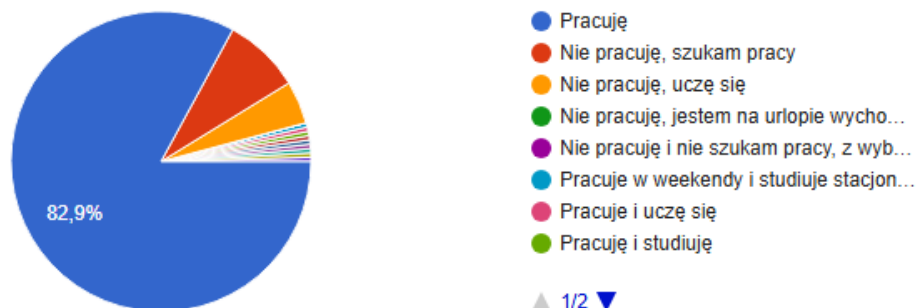 Pracuję
Nie pracuję, szukam pracy
Nie pracuję, uczę się
Nie pracuję, jestem na urlopie wycho...
Nie pracuję i nie szukam pracy, z wyb...
Pracuje w weekendy i studiuje stacjon...
Pracuje i uczę się
Pracuję i studiuję
82,9%
1/2